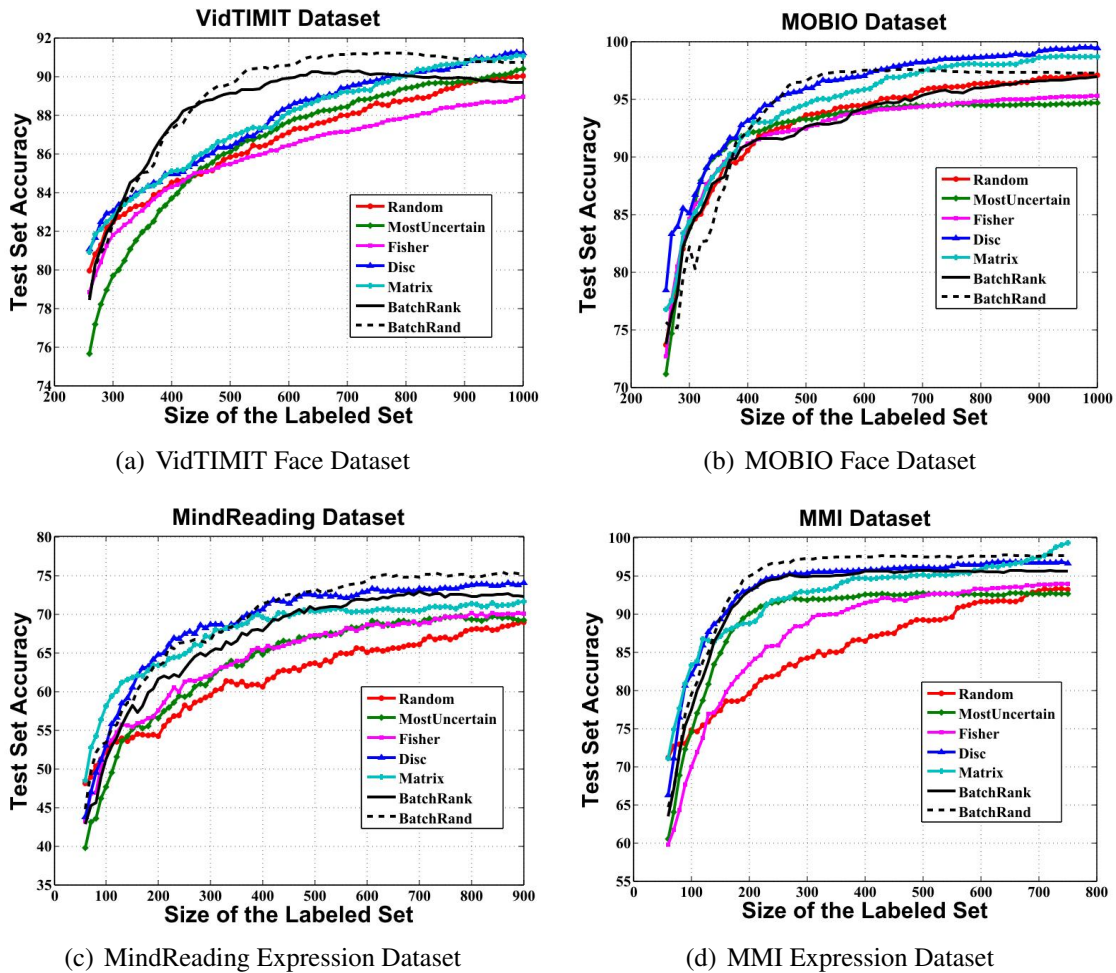 VidTIMIT Dataset
Test Set Accuracy
92
90
88
86
84
82
80
78
76
74
Random
MostUncertain
Fisher
Disc
Matrix
BatchRank
BatchRand
200 300 400 500 600 700 800 900 1000
Size of the Labeled Set
(a) VidTIMIT Face Dataset
MOBIO Dataset
Test Set Accuracy
100
95
90
85
80
75
70
Random
MostUncertain
Fisher
Disc
Matrix
BatchRank
BatchRand
200 300 400 500 600 700 800 900 1000
Size of the Labeled Set
(b) MOBIO Face Dataset
MindReading Dataset
Test Set Accuracy
80
75
70
65
60
55
50
45
40
35
Random
MostUncertain
Fisher
Disc
Matrix
BatchRank
BatchRand
0 100 200 300 400 500 600 700 800 900
Size of the Labeled Set
(c) MindReading Expression Dataset
MMI Dataset
Test Set Accuracy
100
95
90
85
80
75
70
65
60
55
Random
MostUncertain
Fisher
Disc
Matrix
BatchRank
BatchRand
0 100 200 300 400 500 600 700 800
Size of the Labeled Set
(d) MMI Expression Dataset